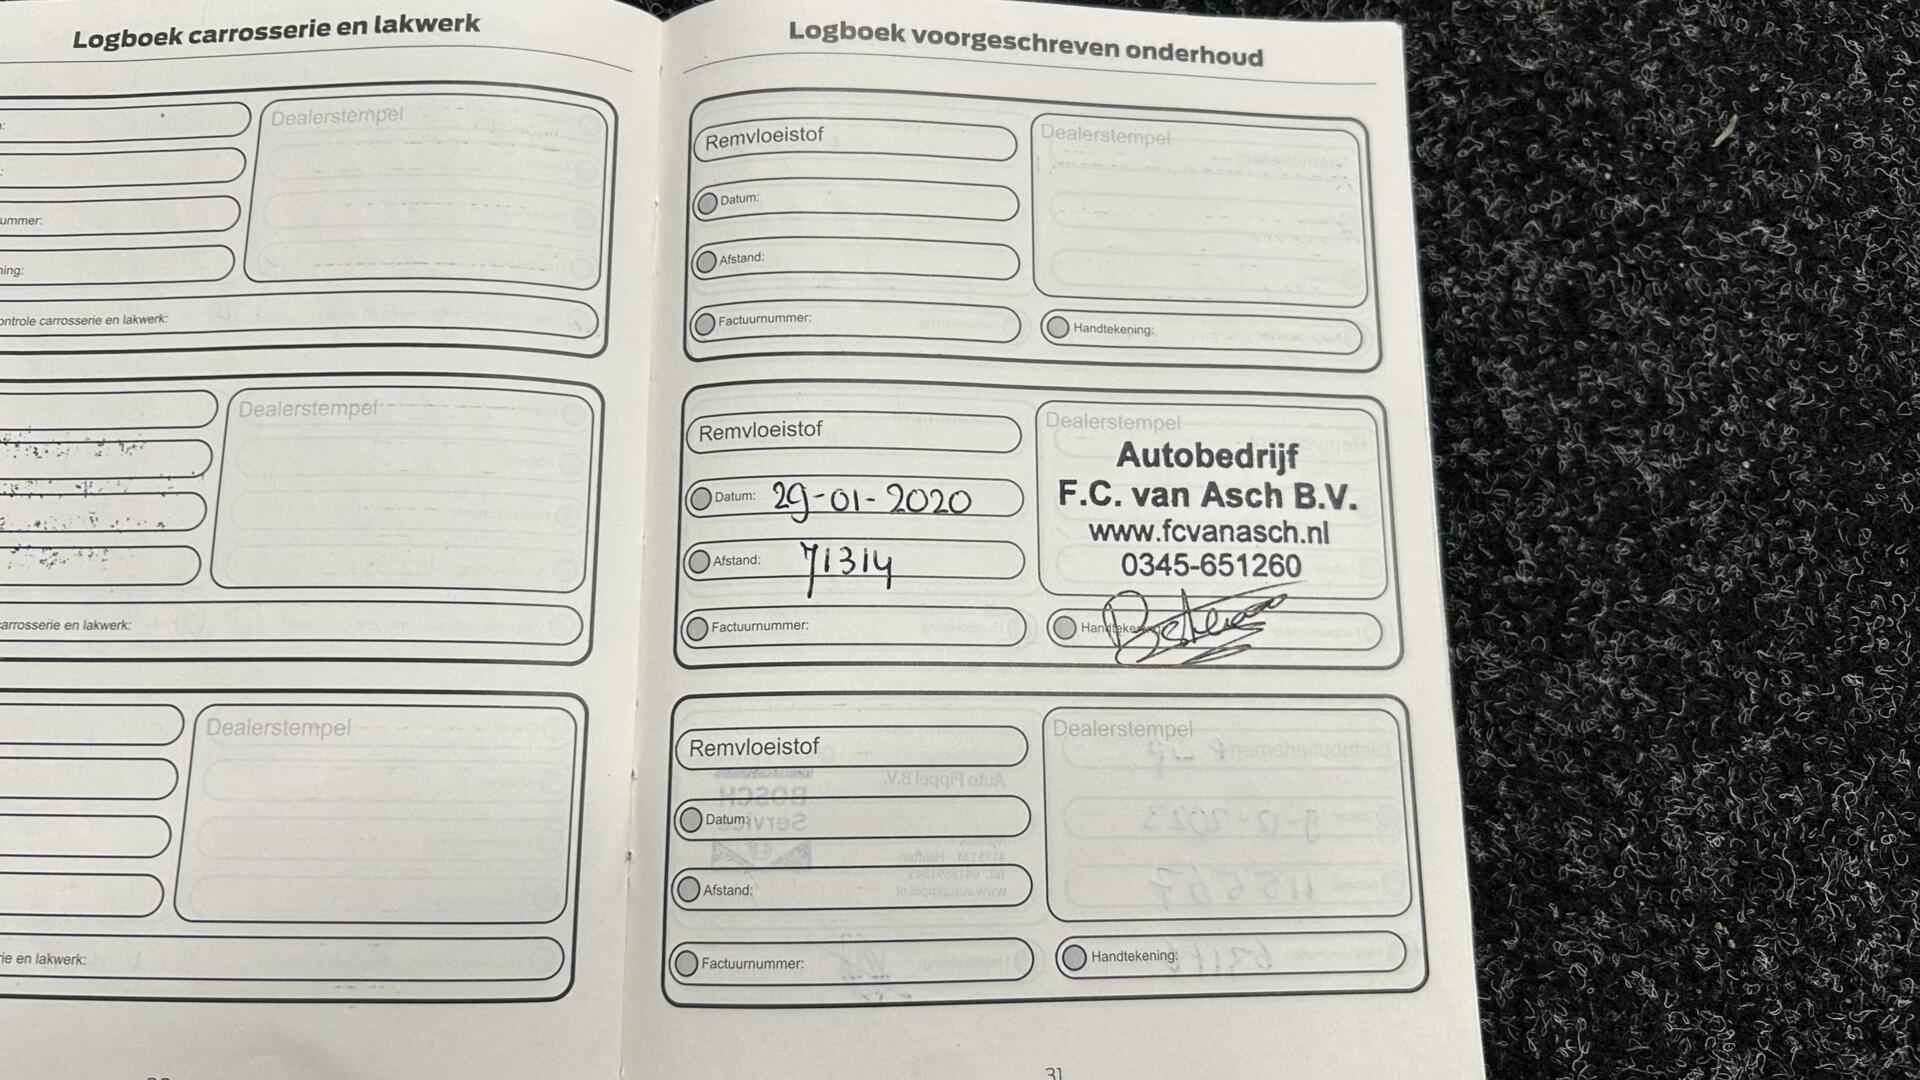 Logboek carrosserie en lakwerk
Dealerstempel
ummer:
ning:
ontrole carrosserie en lakwerk:
Dealerstempel
arrosserie en lakwerk:
Dealerstempel
rie en lakwerk:
Logboek voorgeschreven onderhoud
Remvloeistof
Dealerstempel
Datum:
Afstand:
Factuurnummer:
Handtekening:
Remvloeistof
Dealerstempel
Autobedrijf
F.C. van Asch B.V.
www.fcvanasch.nl
0345-651260
Datum: 29-01-2020
Afstand: 71314
Factuurnummer:
Handtekening
Remvloeistof
Dealerstempel
Datum:
Afstand:
Factuurnummer:
Handtekening:
31